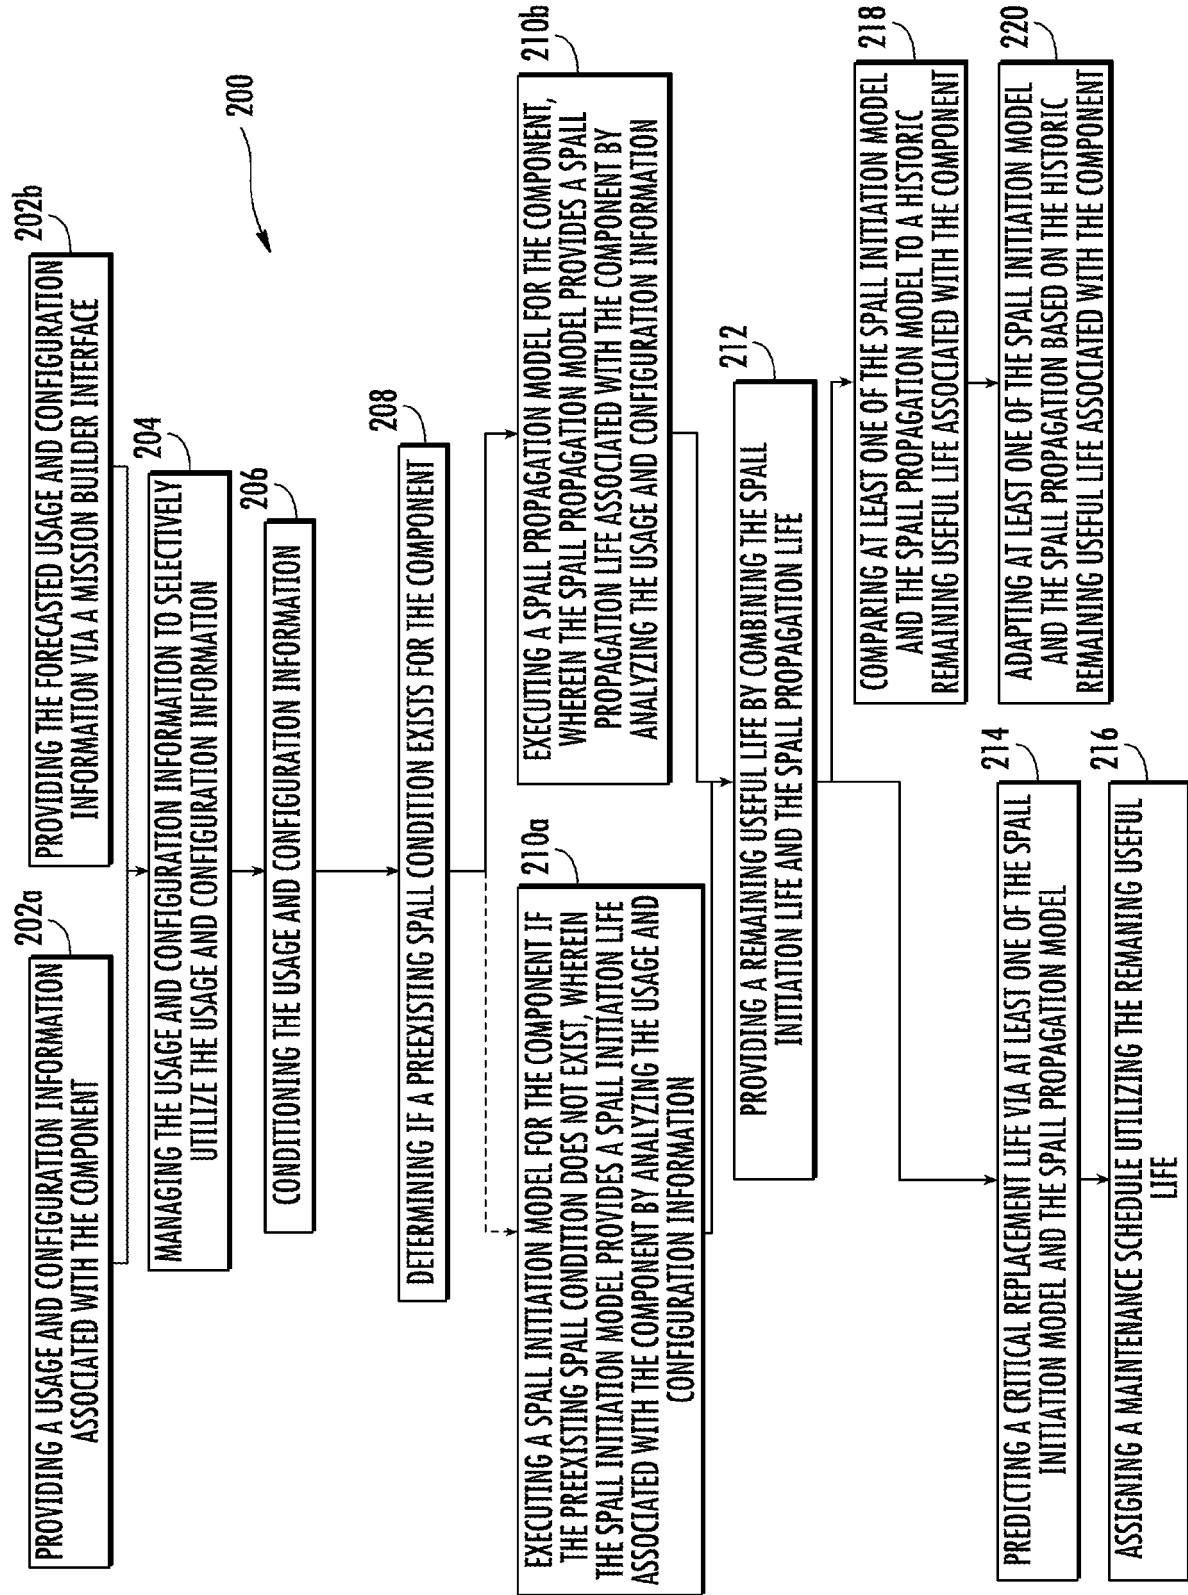 200
202a
PROVIDING A USAGE AND CONFIGURATION INFORMATION
ASSOCIATED WITH THE COMPONENT
202b
PROVIDING THE FORECASTED USAGE AND CONFIGURATION
INFORMATION VIA A MISSION BUILDER INTERFACE
204
MANAGING THE USAGE AND CONFIGURATION INFORMATION TO SELECTIVELY
UTILIZE THE USAGE AND CONFIGURATION INFORMATION
206
CONDITIONING THE USAGE AND CONFIGURATION INFORMATION
208
DETERMINING IF A PREEXISTING SPALL CONDITION EXISTS FOR THE COMPONENT
210a
EXECUTING A SPALL INITIATION MODEL FOR THE COMPONENT IF
THE PREEXISTING SPALL CONDITION DOES NOT EXIST, WHEREIN
THE SPALL INITIATION MODEL PROVIDES A SPALL INITIATION LIFE
ASSOCIATED WITH THE COMPONENT BY ANALYZING THE USAGE AND
CONFIGURATION INFORMATION
210b
EXECUTING A SPALL PROPAGATION MODEL FOR THE COMPONENT,
WHEREIN THE SPALL PROPAGATION MODEL PROVIDES A SPALL
PROPAGATION LIFE ASSOCIATED WITH THE COMPONENT BY
ANALYZING THE USAGE AND CONFIGURATION INFORMATION
212
PROVIDING A REMAINING USEFUL LIFE BY COMBINING THE SPALL
INITIATION LIFE AND THE SPALL PROPAGATION LIFE
214
PREDICTING A CRITICAL REPLACEMENT LIFE VIA AT LEAST ONE OF THE SPALL
INITIATION MODEL AND THE SPALL PROPAGATION MODEL
216
ASSIGNING A MAINTENANCE SCHEDULE UTILIZING THE REMANING USEFUL
LIFE
218
COMPARING AT LEAST ONE OF THE SPALL INITIATION MODEL
AND THE SPALL PROPAGATION MODEL TO A HISTORIC
REMAINING USEFUL LIFE ASSOCIATED WITH THE COMPONENT
220
ADAPTING AT LEAST ONE OF THE SPALL INITIATION MODEL
AND THE SPALL PROPAGATION BASED ON THE HISTORIC
REMAINING USEFUL LIFE ASSOCIATED WITH THE COMPONENT